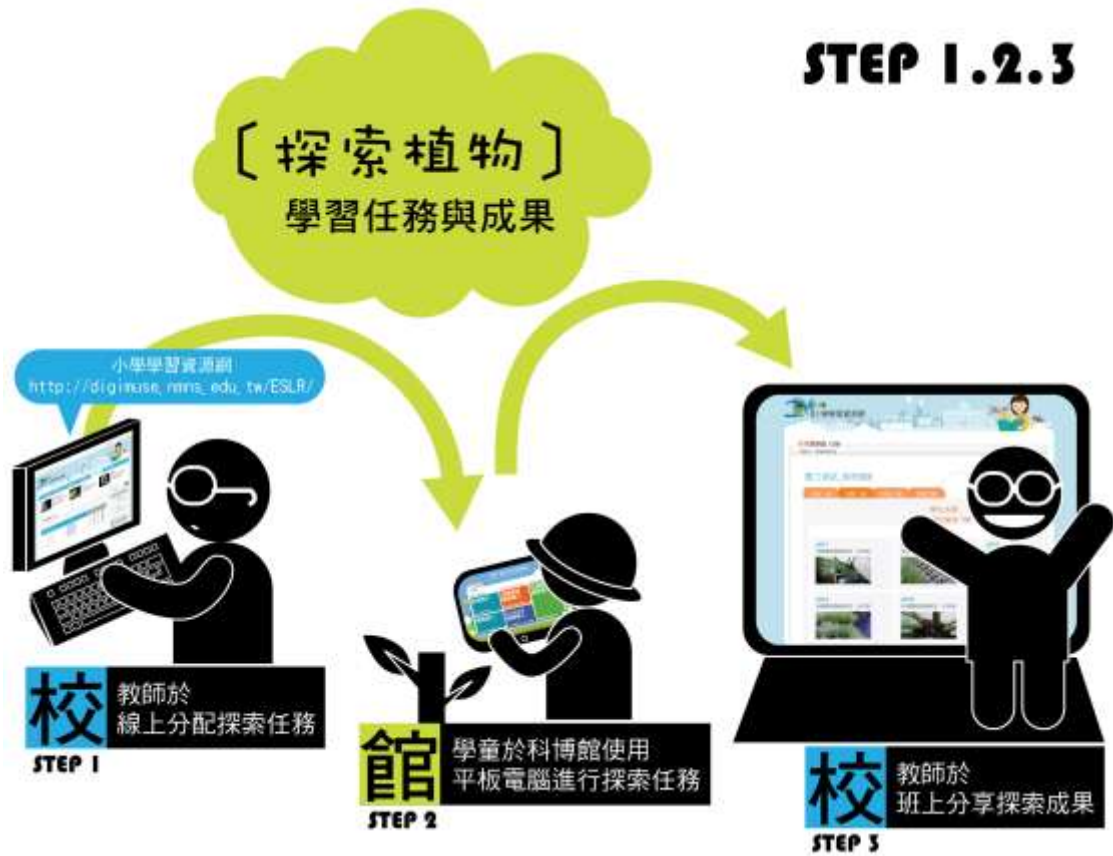 STEP 1.2.3
〔探索植物〕
學習任務與成果
小學學習資源網
http://digimuse.nmns.edu.tw/ESLR/
校
教師於
線上分配探索任務
STEP 1
館
學童於科博館使用
平板電腦進行探索任務
STEP 2
校
教師於
班上分享探索成果
STEP 3